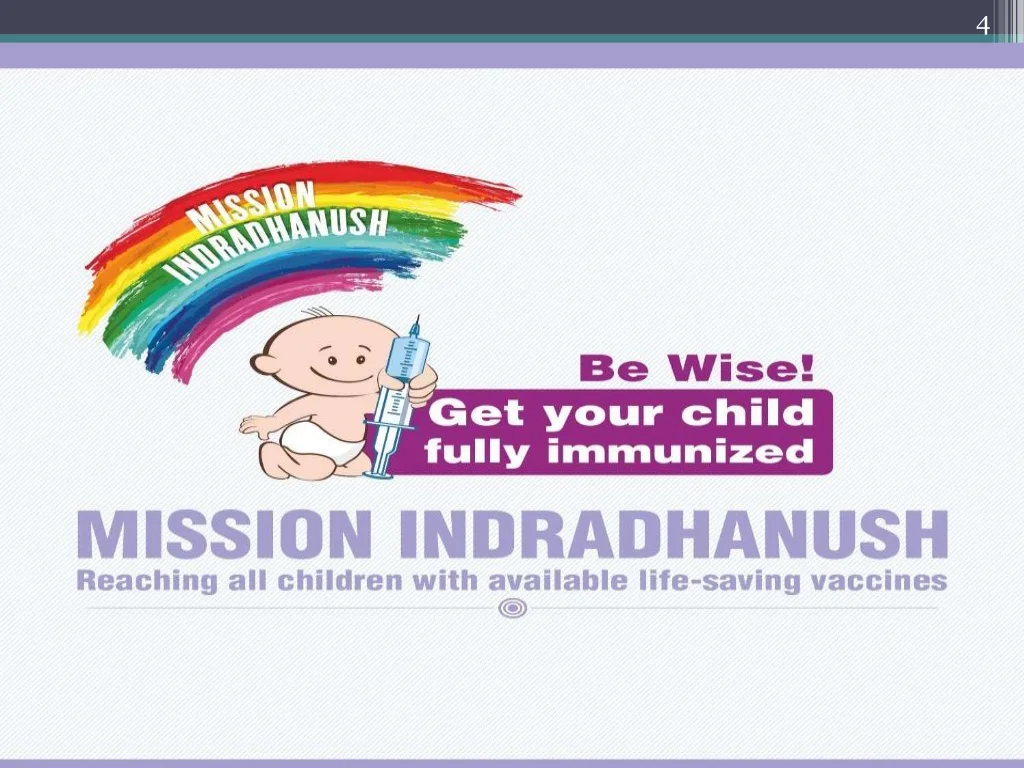 4
MISSION
INDRADHANUSH
Be Wise!
Get your child
fully immunized
MISSION INDRADHANUSH
Reaching all children with available life-saving vaccines